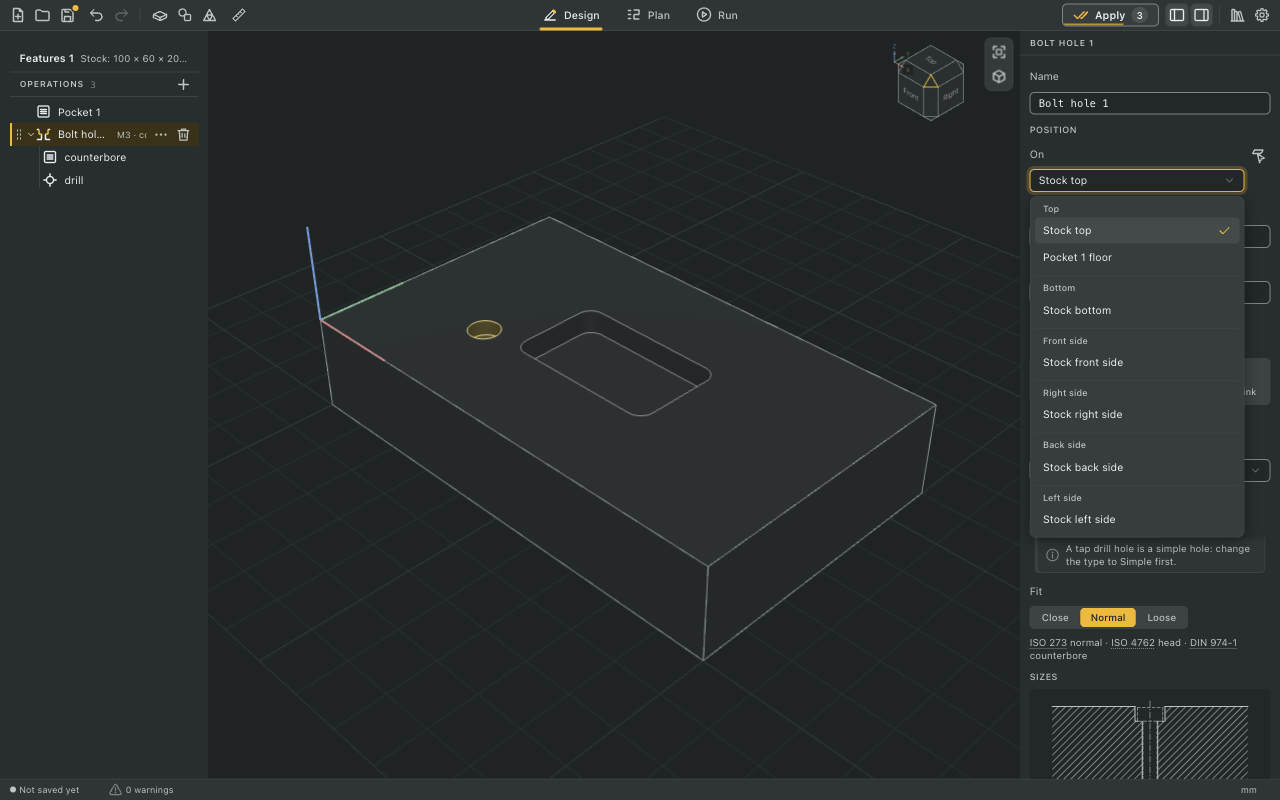 Design
Plan
Run
Apply 3
Features 1 Stock: 100 × 60 × 20...
OPERATIONS 3
Pocket 1
Bolt hol... M3 · cc
counterbore
drill
Z
Top
Front
Right
BOLT HOLE 1
Name
Bolt hole 1
POSITION
On
Stock top
Top
Stock top
Pocket 1 floor
Bottom
Stock bottom
Front side
Stock front side
Right side
Stock right side
ink
Back side
Stock back side
Left side
Stock left side
A tap drill hole is a simple hole: change
the type to Simple first.
Fit
Close Normal Loose
ISO 273 normal · ISO 4762 head · DIN 974-1
counterbore
SIZES
Not saved yet
0 warnings
mm